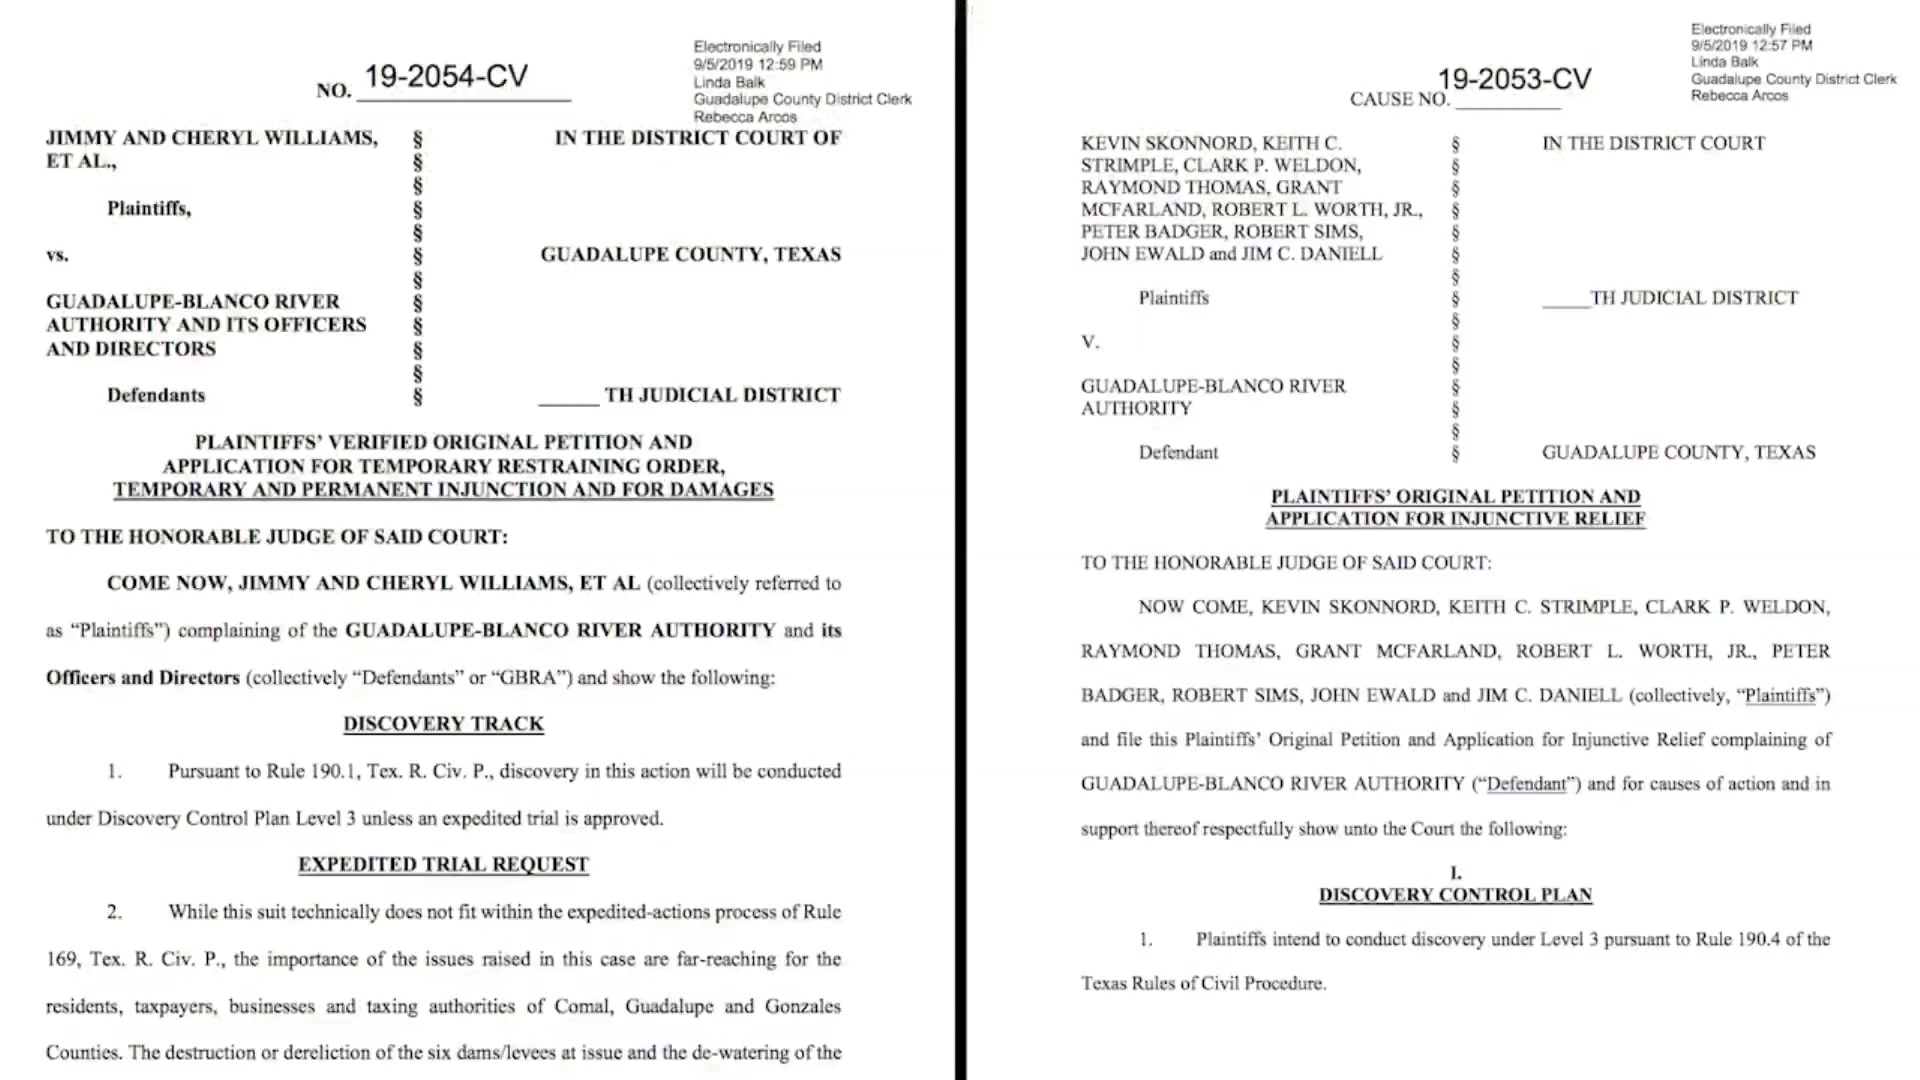 Electronically Filed
9/5/2019 12:59 PM
Linda Balk
Guadalupe County District Clerk
Rebecca Arcos
NO. 19-2054-CV
JIMMY AND CHERYL WILLIAMS, § IN THE DISTRICT COURT OF
ET AL., §
§
Plaintiffs, §
§
vs. § GUADALUPE COUNTY, TEXAS
§
GUADALUPE-BLANCO RIVER §
AUTHORITY AND ITS OFFICERS §
AND DIRECTORS §
§
Defendants § ______ TH JUDICIAL DISTRICT
PLAINTIFFS' VERIFIED ORIGINAL PETITION AND
APPLICATION FOR TEMPORARY RESTRAINING ORDER,
TEMPORARY AND PERMANENT INJUNCTION AND FOR DAMAGES
TO THE HONORABLE JUDGE OF SAID COURT:
COME NOW, JIMMY AND CHERYL WILLIAMS, ET AL (collectively referred to
as “Plaintiffs”) complaining of the GUADALUPE-BLANCO RIVER AUTHORITY and its
Officers and Directors (collectively “Defendants” or “GBRA”) and show the following:
DISCOVERY TRACK
1. Pursuant to Rule 190.1, Tex. R. Civ. P., discovery in this action will be conducted
under Discovery Control Plan Level 3 unless an expedited trial is approved.
EXPEDITED TRIAL REQUEST
2. While this suit technically does not fit within the expedited-actions process of Rule
169, Tex. R. Civ. P., the importance of the issues raised in this case are far-reaching for the
residents, taxpayers, businesses and taxing authorities of Comal, Guadalupe and Gonzales
Counties. The destruction or dereliction of the six dams/levees at issue and the de-watering of the
Electronically Filed
9/5/2019 12:57 PM
Linda Balk
Guadalupe County District Clerk
Rebecca Arcos
CAUSE NO. 19-2053-CV
KEVIN SKONNORD, KEITH C. § IN THE DISTRICT COURT
STRIMPLE, CLARK P. WELDON, §
RAYMOND THOMAS, GRANT §
MCFARLAND, ROBERT L. WORTH, JR., §
PETER BADGER, ROBERT SIMS, §
JOHN EWALD and JIM C. DANIELL §
§
Plaintiffs § _____TH JUDICIAL DISTRICT
§
V. §
§
GUADALUPE-BLANCO RIVER §
AUTHORITY §
§
Defendant § GUADALUPE COUNTY, TEXAS
PLAINTIFFS' ORIGINAL PETITION AND
APPLICATION FOR INJUNCTIVE RELIEF
TO THE HONORABLE JUDGE OF SAID COURT:
NOW COME, KEVIN SKONNORD, KEITH C. STRIMPLE, CLARK P. WELDON,
RAYMOND THOMAS, GRANT MCFARLAND, ROBERT L. WORTH, JR., PETER
BADGER, ROBERT SIMS, JOHN EWALD and JIM C. DANIELL (collectively, “Plaintiffs”)
and file this Plaintiffs' Original Petition and Application for Injunctive Relief complaining of
GUADALUPE-BLANCO RIVER AUTHORITY (“Defendant”) and for causes of action and in
support thereof respectfully show unto the Court the following:
I.
DISCOVERY CONTROL PLAN
1. Plaintiffs intend to conduct discovery under Level 3 pursuant to Rule 190.4 of the
Texas Rules of Civil Procedure.